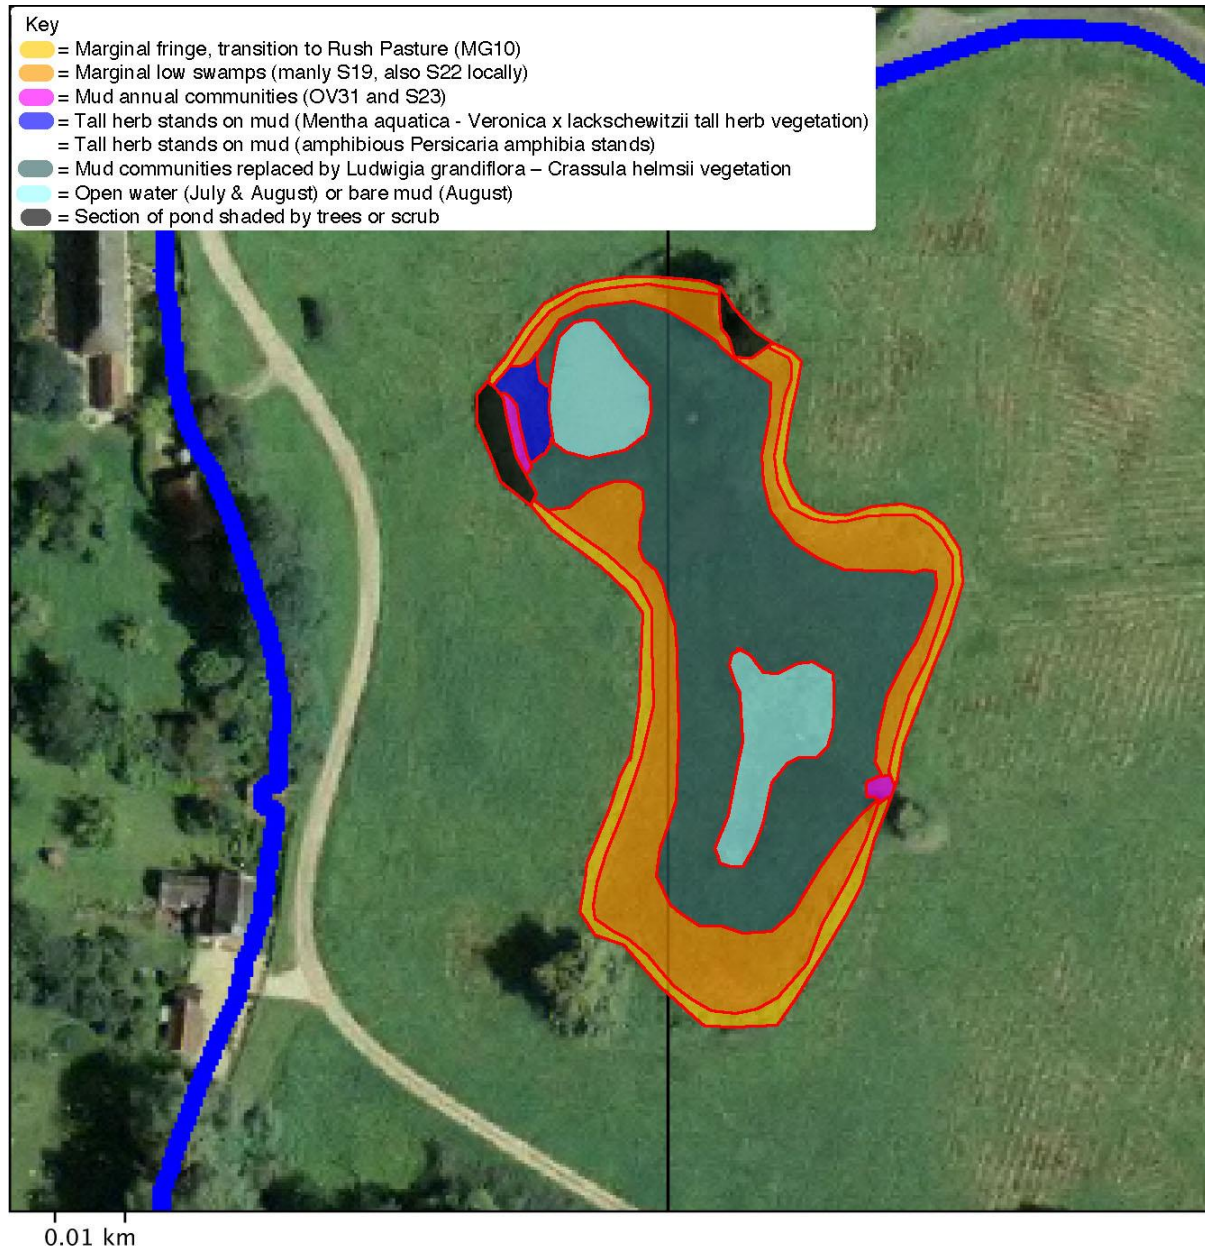 Key
= Marginal fringe, transition to Rush Pasture (MG10)
= Marginal low swamps (manly S19, also S22 locally)
= Mud annual communities (OV31 and S23)
= Tall herb stands on mud (Mentha aquatica - Veronica x lackschewitzii tall herb vegetation)
= Tall herb stands on mud (amphibious Persicaria amphibia stands)
= Mud communities replaced by Ludwigia grandiflora – Crassula helmsii vegetation
= Open water (July & August) or bare mud (August)
= Section of pond shaded by trees or scrub
0.01 km